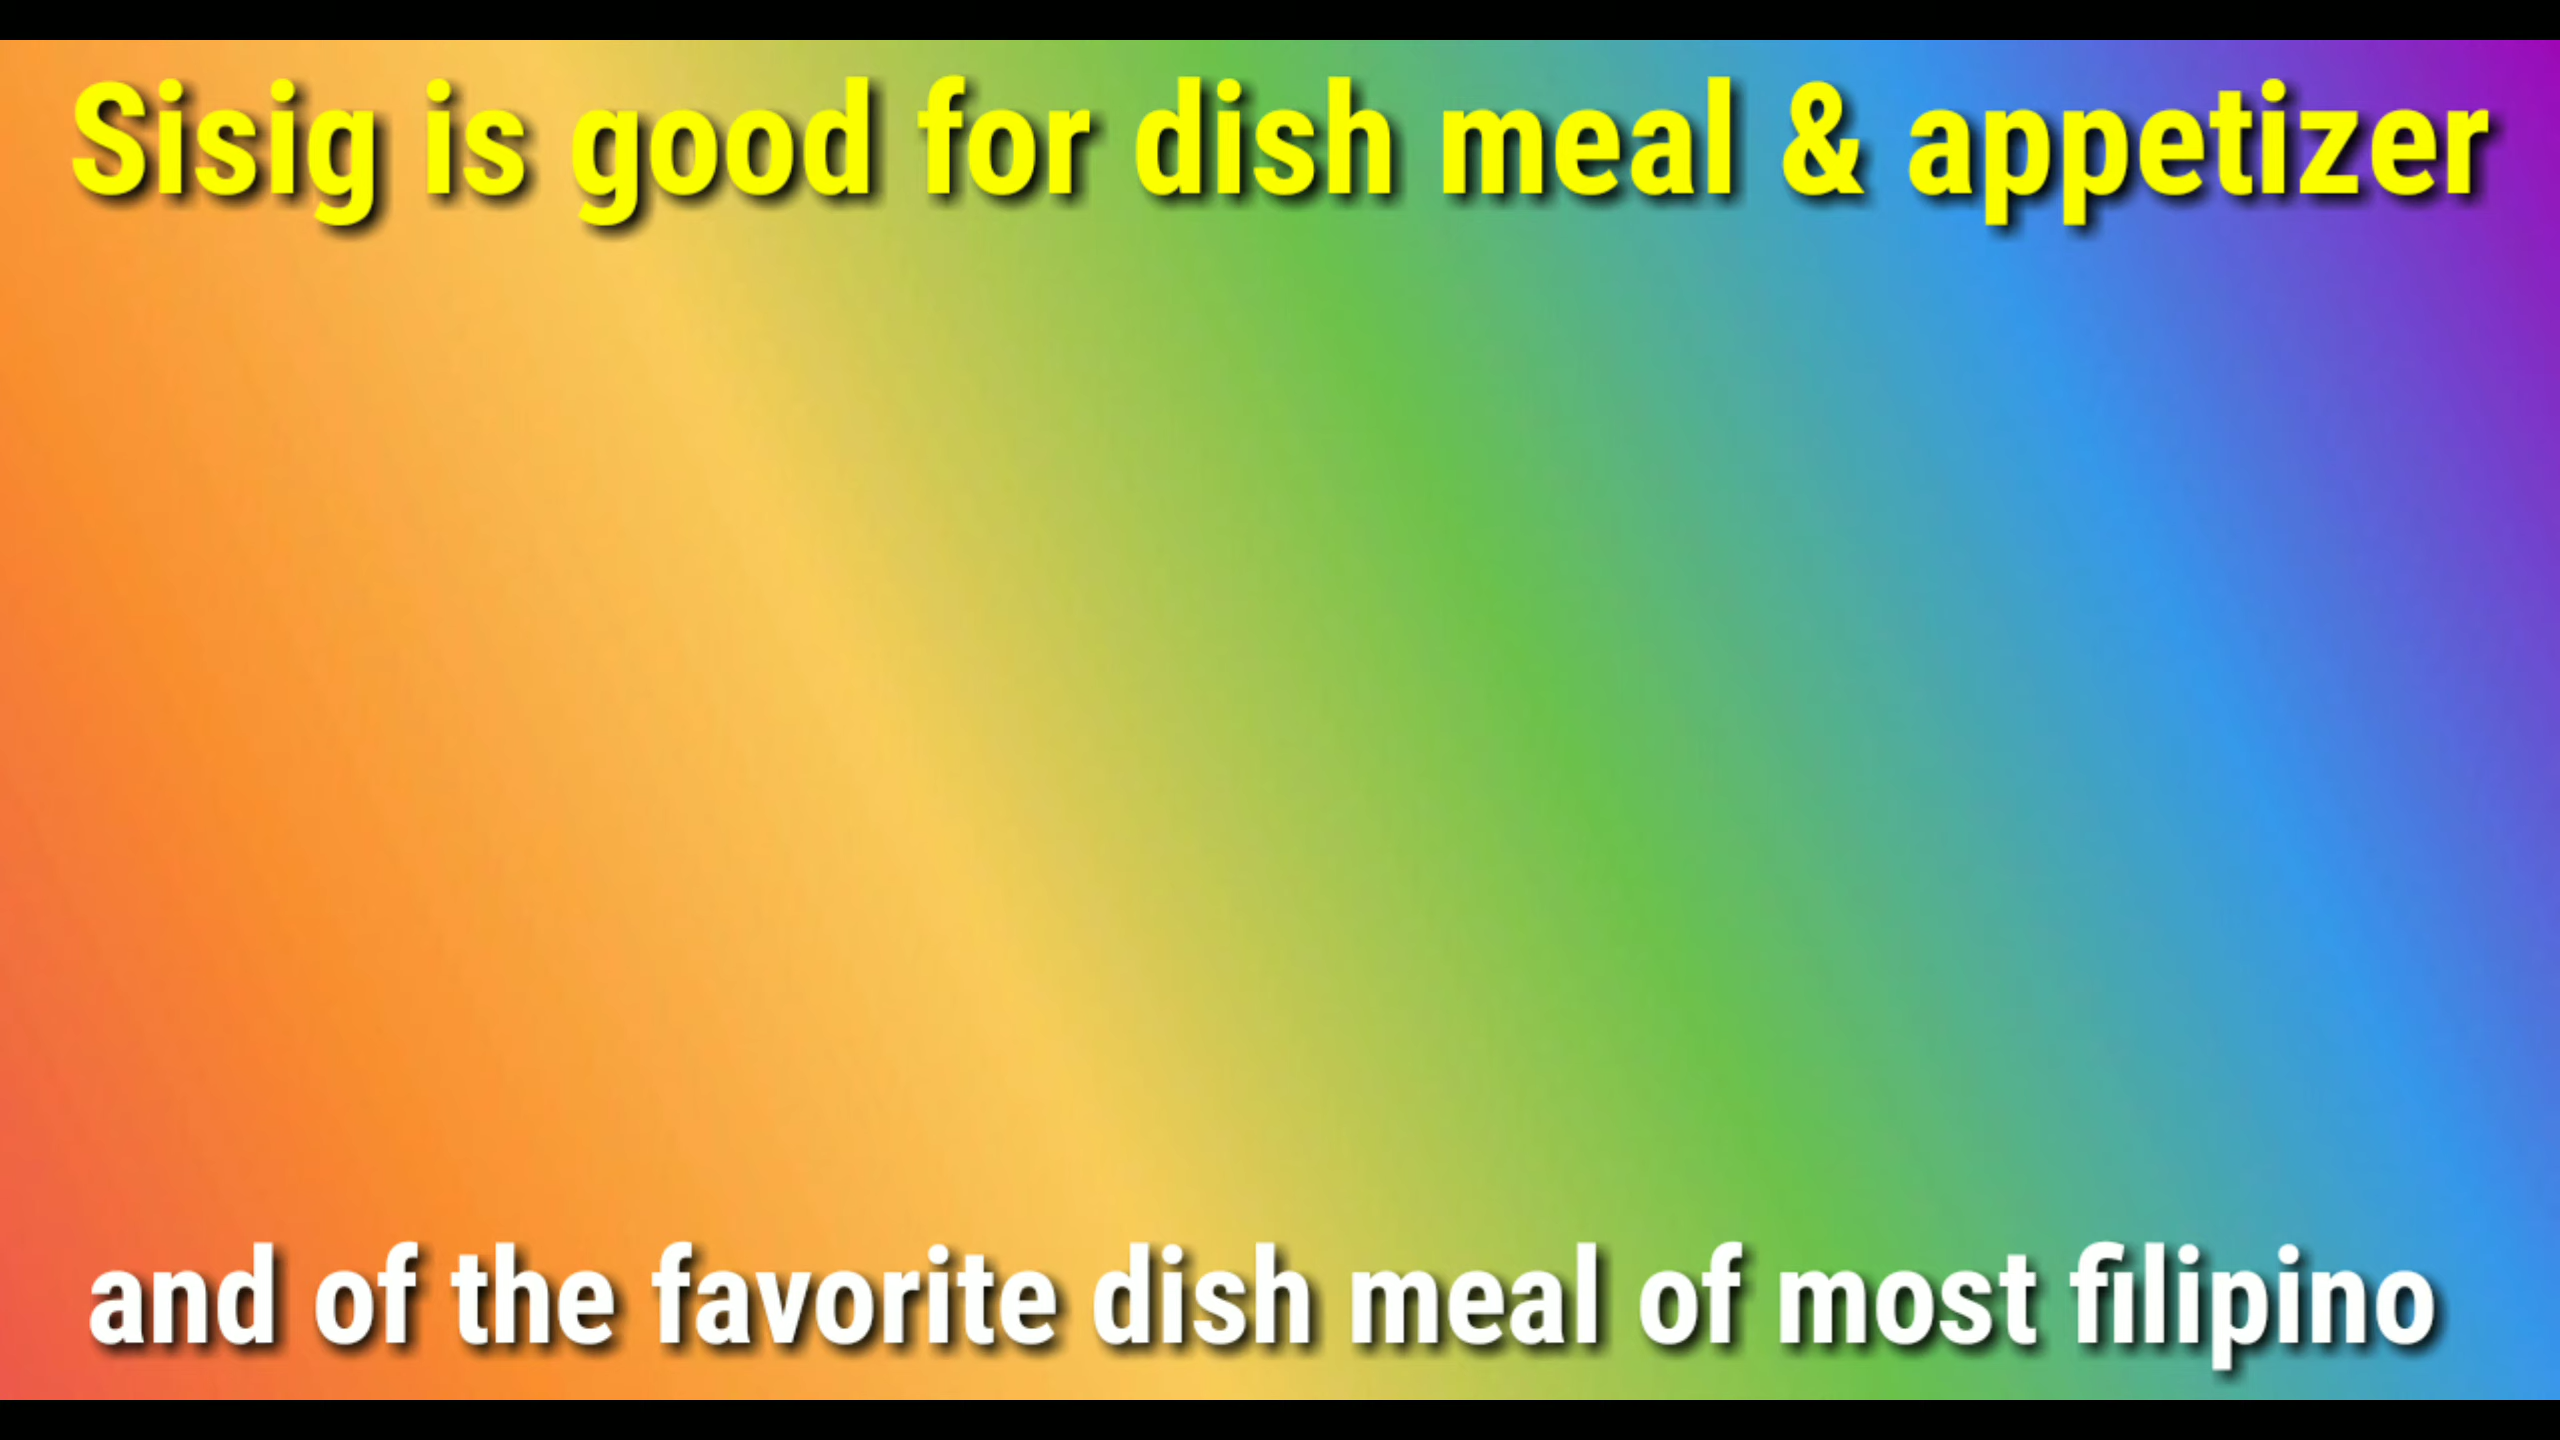 Sisig is good for dish meal & appetizer
and of the favorite dish meal of most filipino